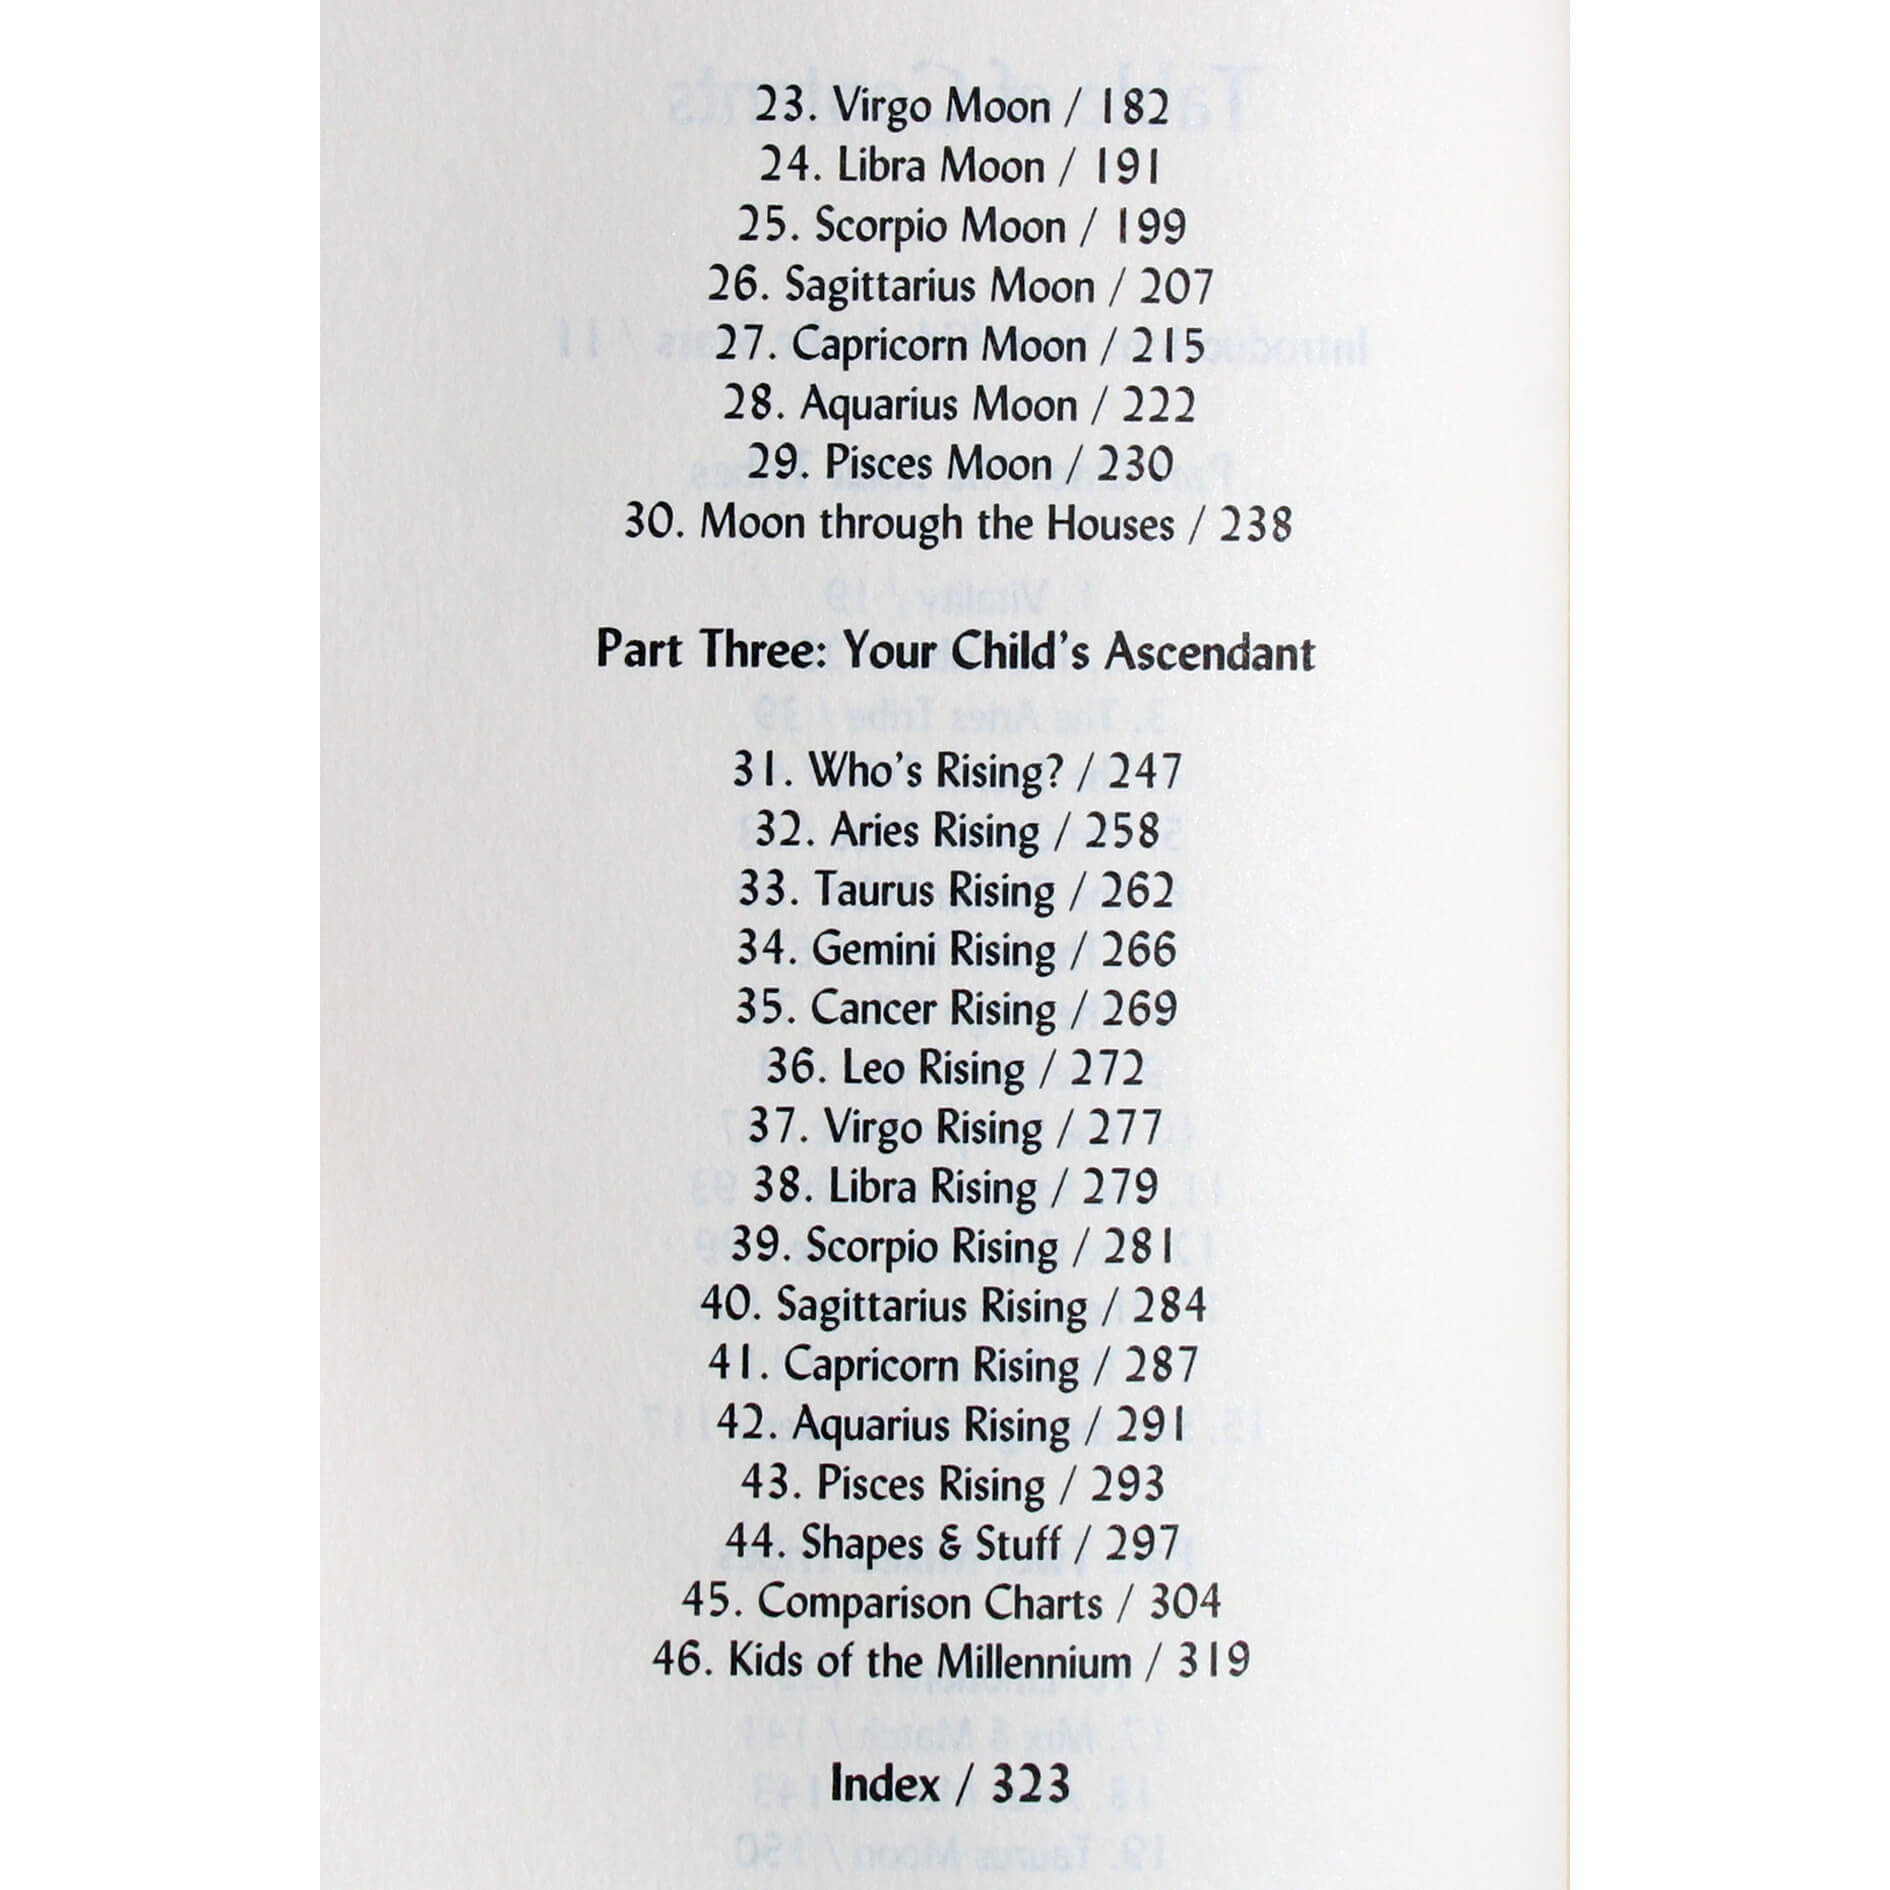 23. Virgo Moon / 182
24. Libra Moon / 191
25. Scorpio Moon / 199
26. Sagittarius Moon / 207
27. Capricorn Moon / 215
28. Aquarius Moon / 222
29. Pisces Moon / 230
30. Moon through the Houses / 238
Part Three: Your Child's Ascendant
31. Who's Rising? / 247
32. Aries Rising / 258
33. Taurus Rising / 262
34. Gemini Rising / 266
35. Cancer Rising / 269
36. Leo Rising / 272
37. Virgo Rising / 277
38. Libra Rising / 279
39. Scorpio Rising / 281
40. Sagittarius Rising / 284
41. Capricorn Rising / 287
42. Aquarius Rising / 291
43. Pisces Rising / 293
44. Shapes & Stuff / 297
45. Comparison Charts / 304
46. Kids of the Millennium / 319
Index / 323